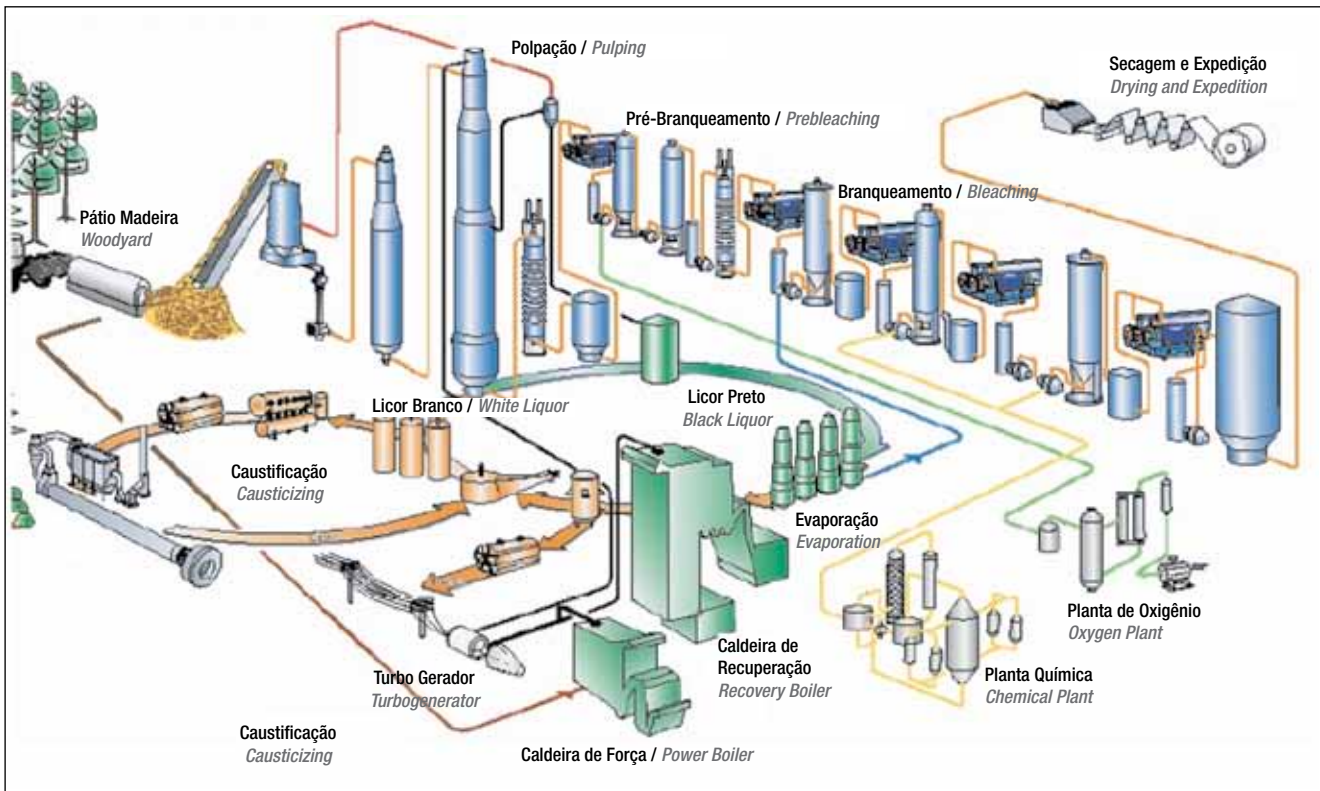 Polpação / Pulping
Secagem e Expedição
Drying and Expedition
Pré-Branqueamento / Prebleaching
Branqueamento / Bleaching
Pátio Madeira
Woodyard
Licor Branco / White Liquor
Licor Preto
Black Liquor
Caustificação
Causticizing
Evaporação
Evaporation
Planta de Oxigênio
Oxygen Plant
Caldeira de
Recuperação
Recovery Boiler
Planta Química
Chemical Plant
Turbo Gerador
Turbogenerator
Caustificação
Causticizing
Caldeira de Força / Power Boiler